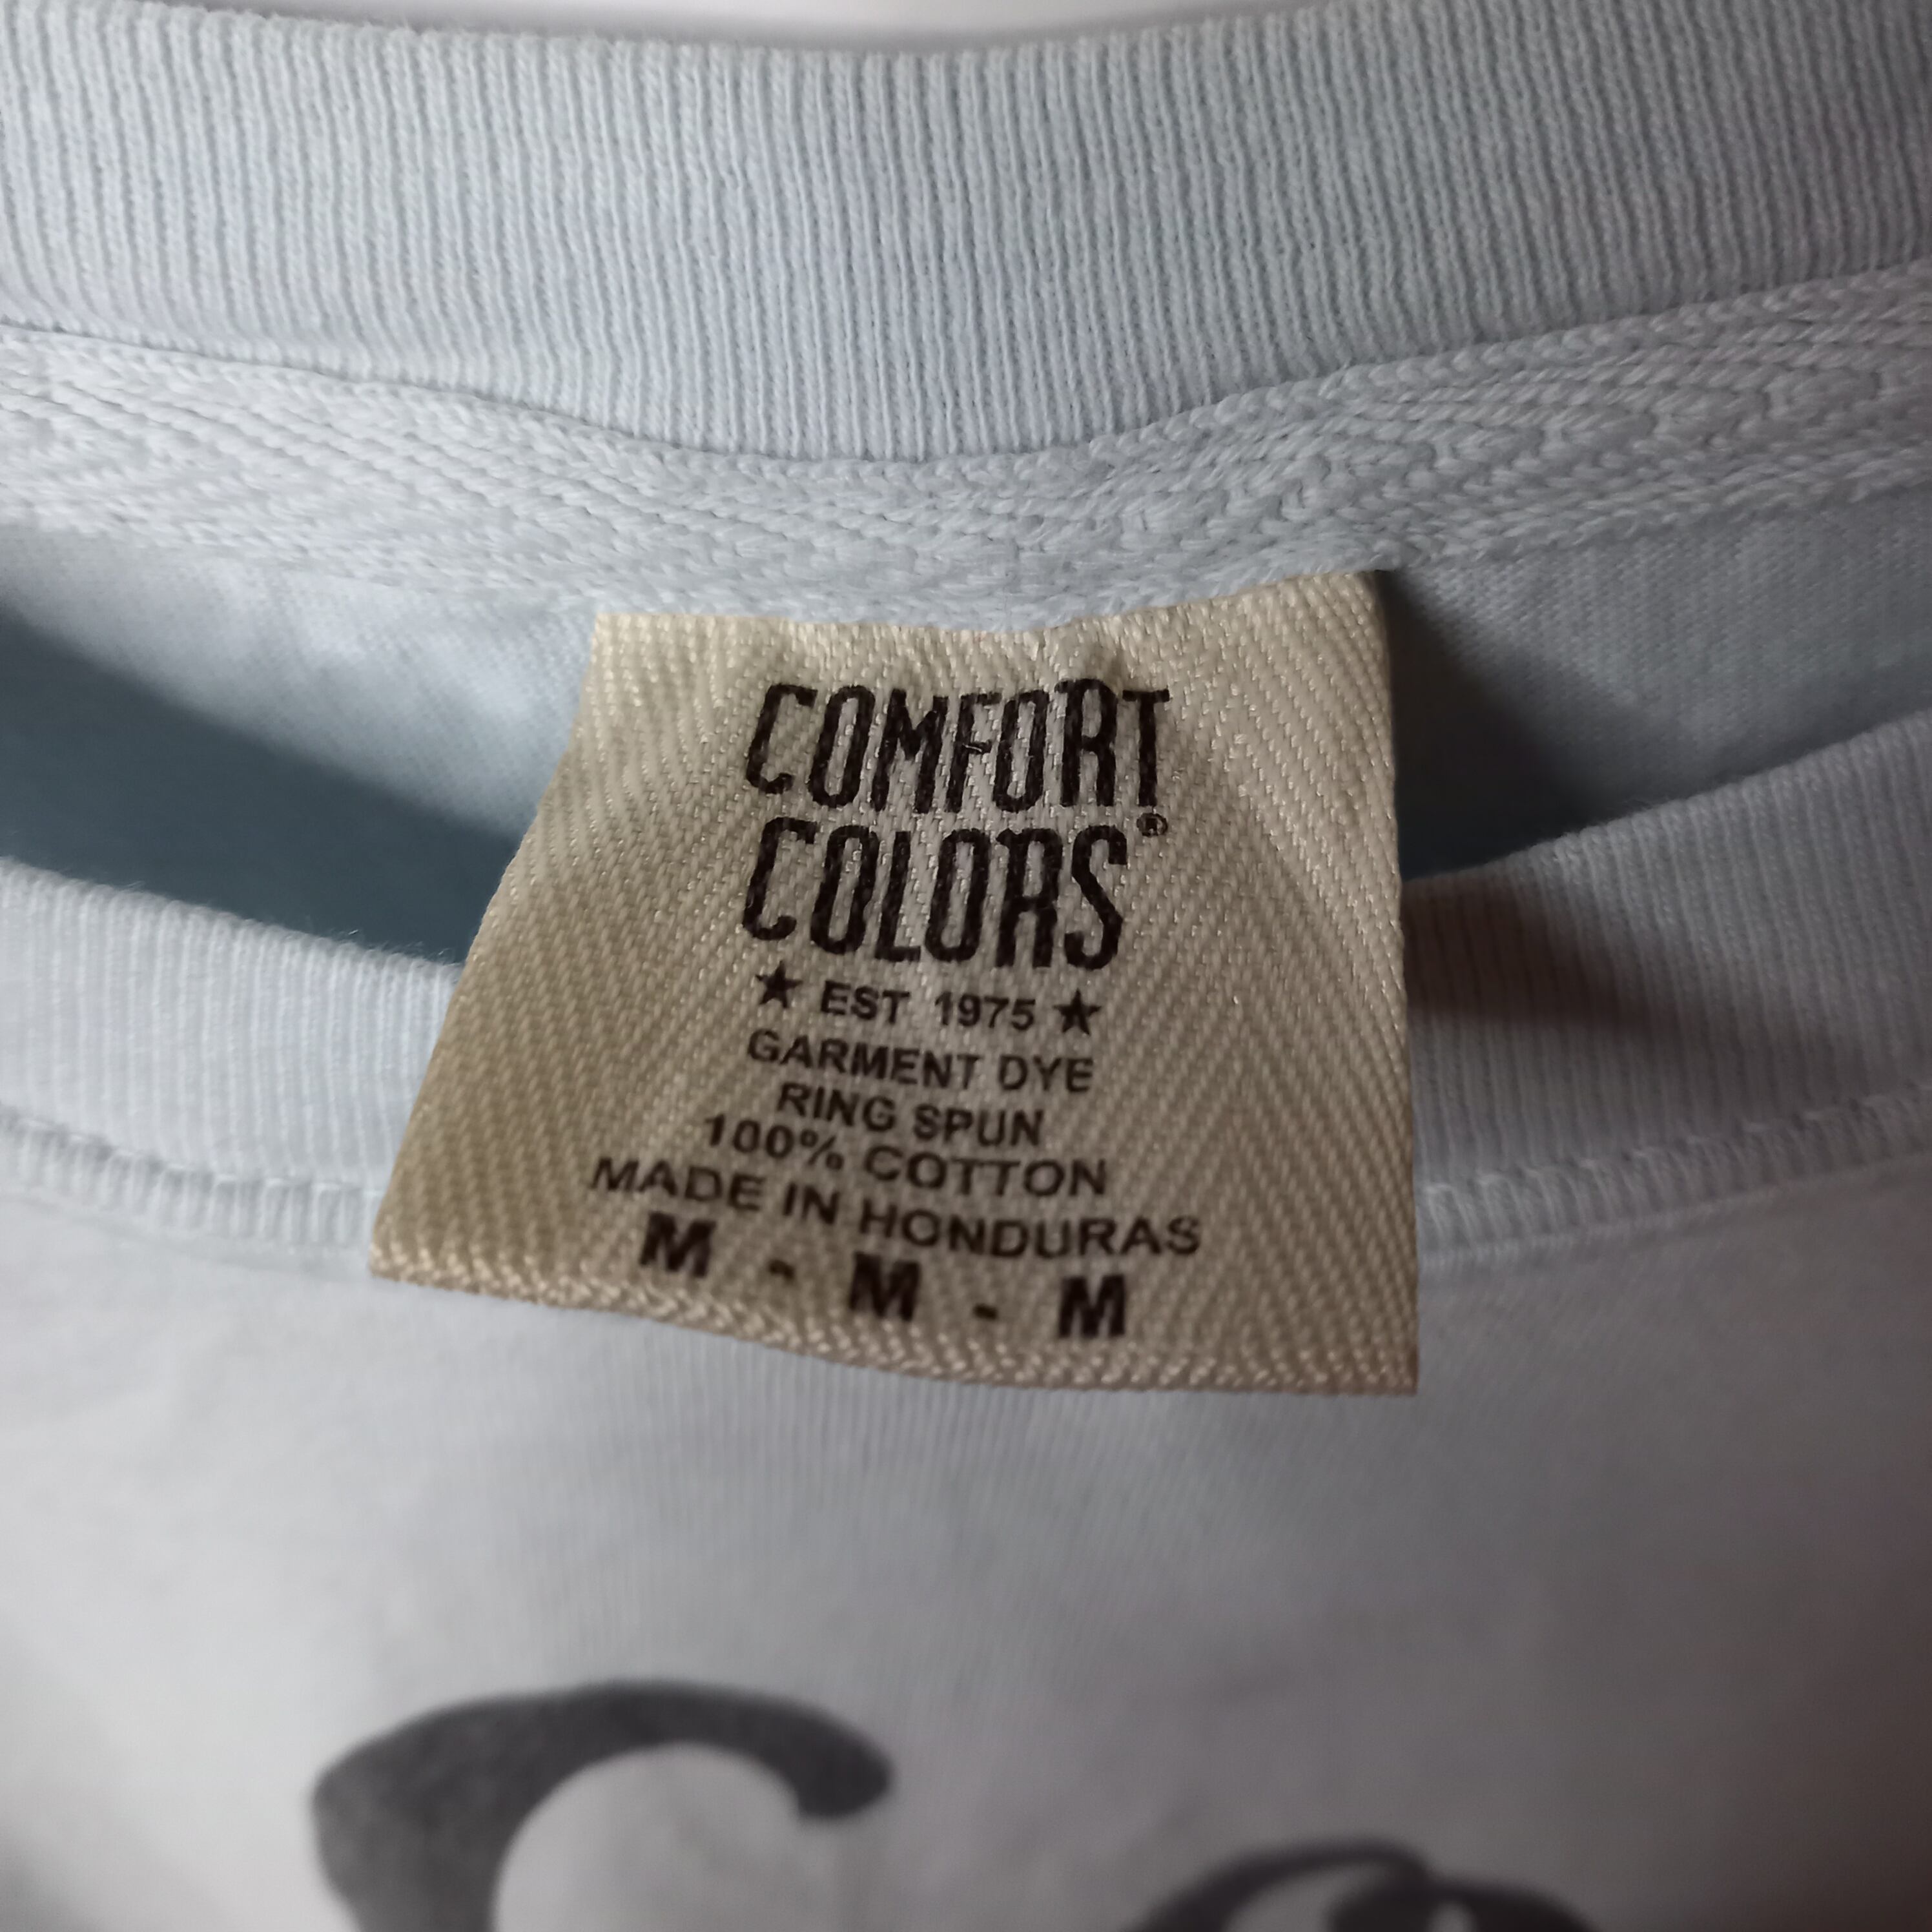 COMFORT
COLORS®
★ EST 1975 ★
GARMENT DYE
RING SPUN
100% COTTON
MADE IN HONDURAS
M - M - M